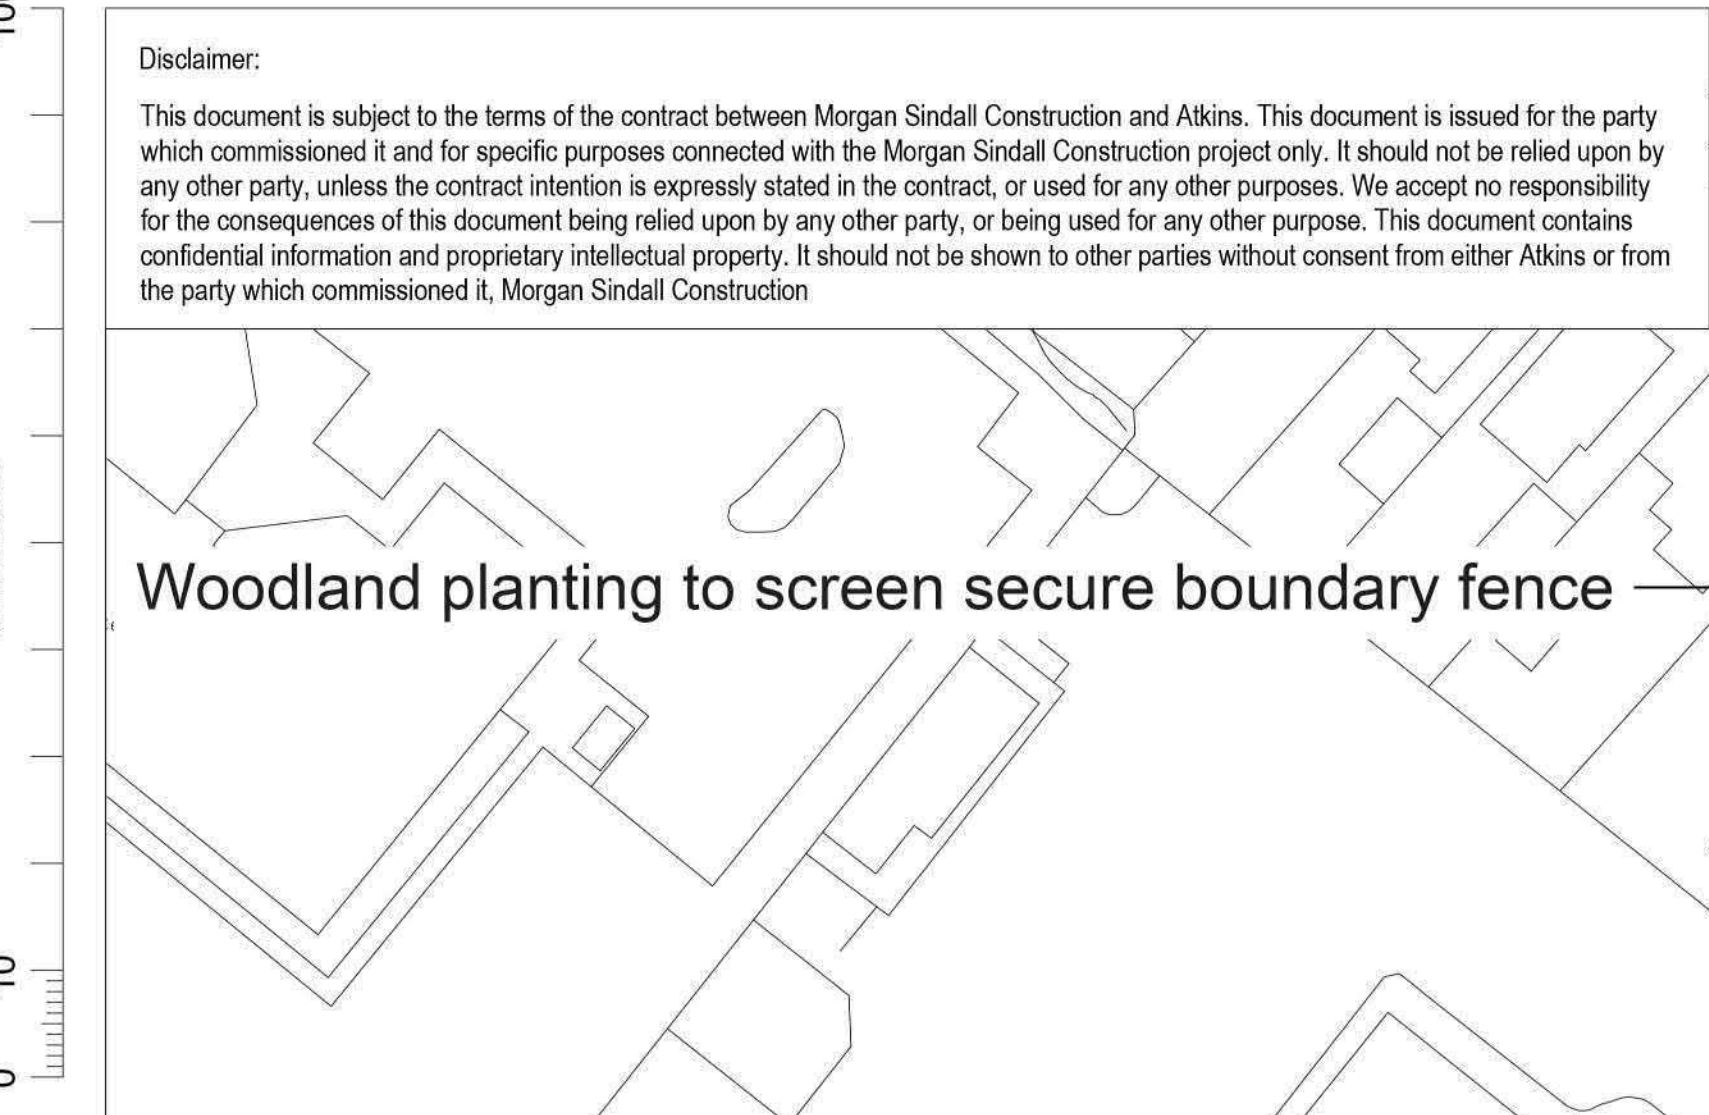 Disclaimer:
This document is subject to the terms of the contract between Morgan Sindall Construction and Atkins. This document is issued for the party
which commissioned it and for specific purposes connected with the Morgan Sindall Construction project only. It should not be relied upon by
any other party, unless the contract intention is expressly stated in the contract, or used for any other purposes. We accept no responsibility
for the consequences of this document being relied upon by any other party, or being used for any other purpose. This document contains
confidential information and proprietary intellectual property. It should not be shown to other parties without consent from either Atkins or from
the party which commissioned it, Morgan Sindall Construction
Woodland planting to screen secure boundary fence
10
0